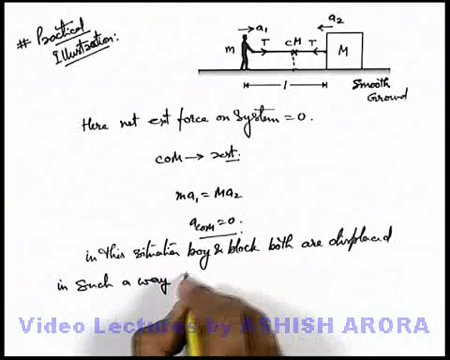 # Practical
Illustration:
→a₁
a₂
m
T
CM
T
M
l
Smooth
Ground
Here net ext force on System = 0.
COM → rest:
ma₁ = Ma₂
aCOM = 0.
in this situation boy & block both are displaced
in such a way
Video Lectures by ASHISH ARORA